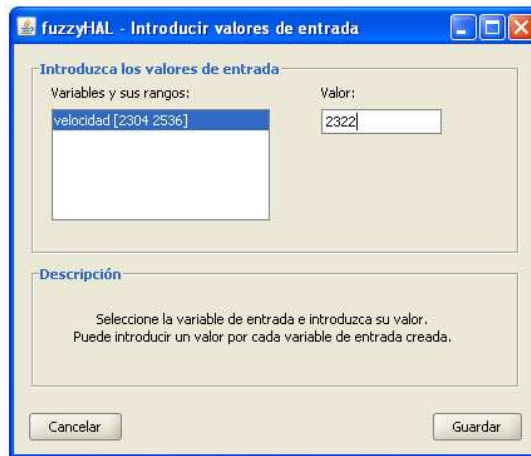 fuzzyHAL - Introducir valores de entrada
Introduzca los valores de entrada
Variables y sus rangos:
Valor:
velocidad [2304 2536]
2322
Descripción
Seleccione la variable de entrada e introduzca su valor.
Puede introducir un valor por cada variable de entrada creada.
Cancelar
Guardar